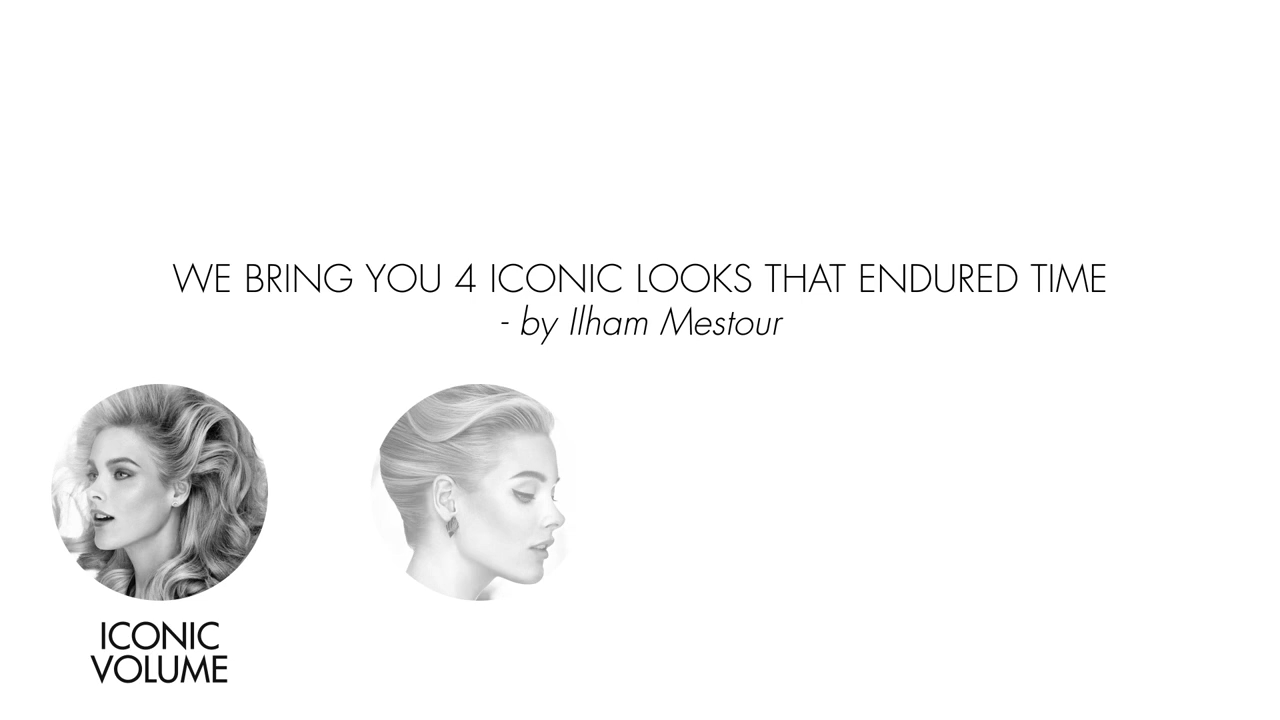 WE BRING YOU 4 ICONIC LOOKS THAT ENDURED TIME
- by Ilham Mestour
ICONIC
VOLUME